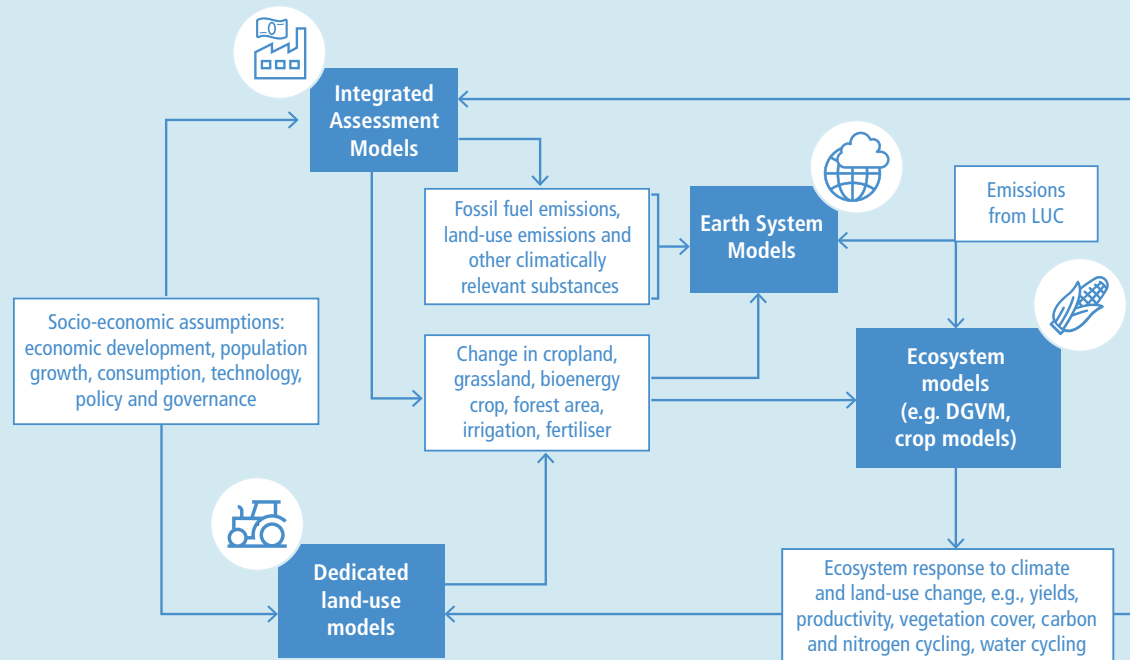 Integrated
Assessment
Models
Fossil fuel emissions,
land-use emissions and
other climatically
relevant substances
Earth System
Models
Emissions
from LUC
Socio-economic assumptions:
economic development, population
growth, consumption, technology,
policy and governance
Change in cropland,
grassland, bioenergy
crop, forest area,
irrigation, fertiliser
Ecosystem
models
(e.g. DGVM,
crop models)
Dedicated
land-use
models
Ecosystem response to climate
and land-use change, e.g., yields,
productivity, vegetation cover, carbon
and nitrogen cycling, water cycling